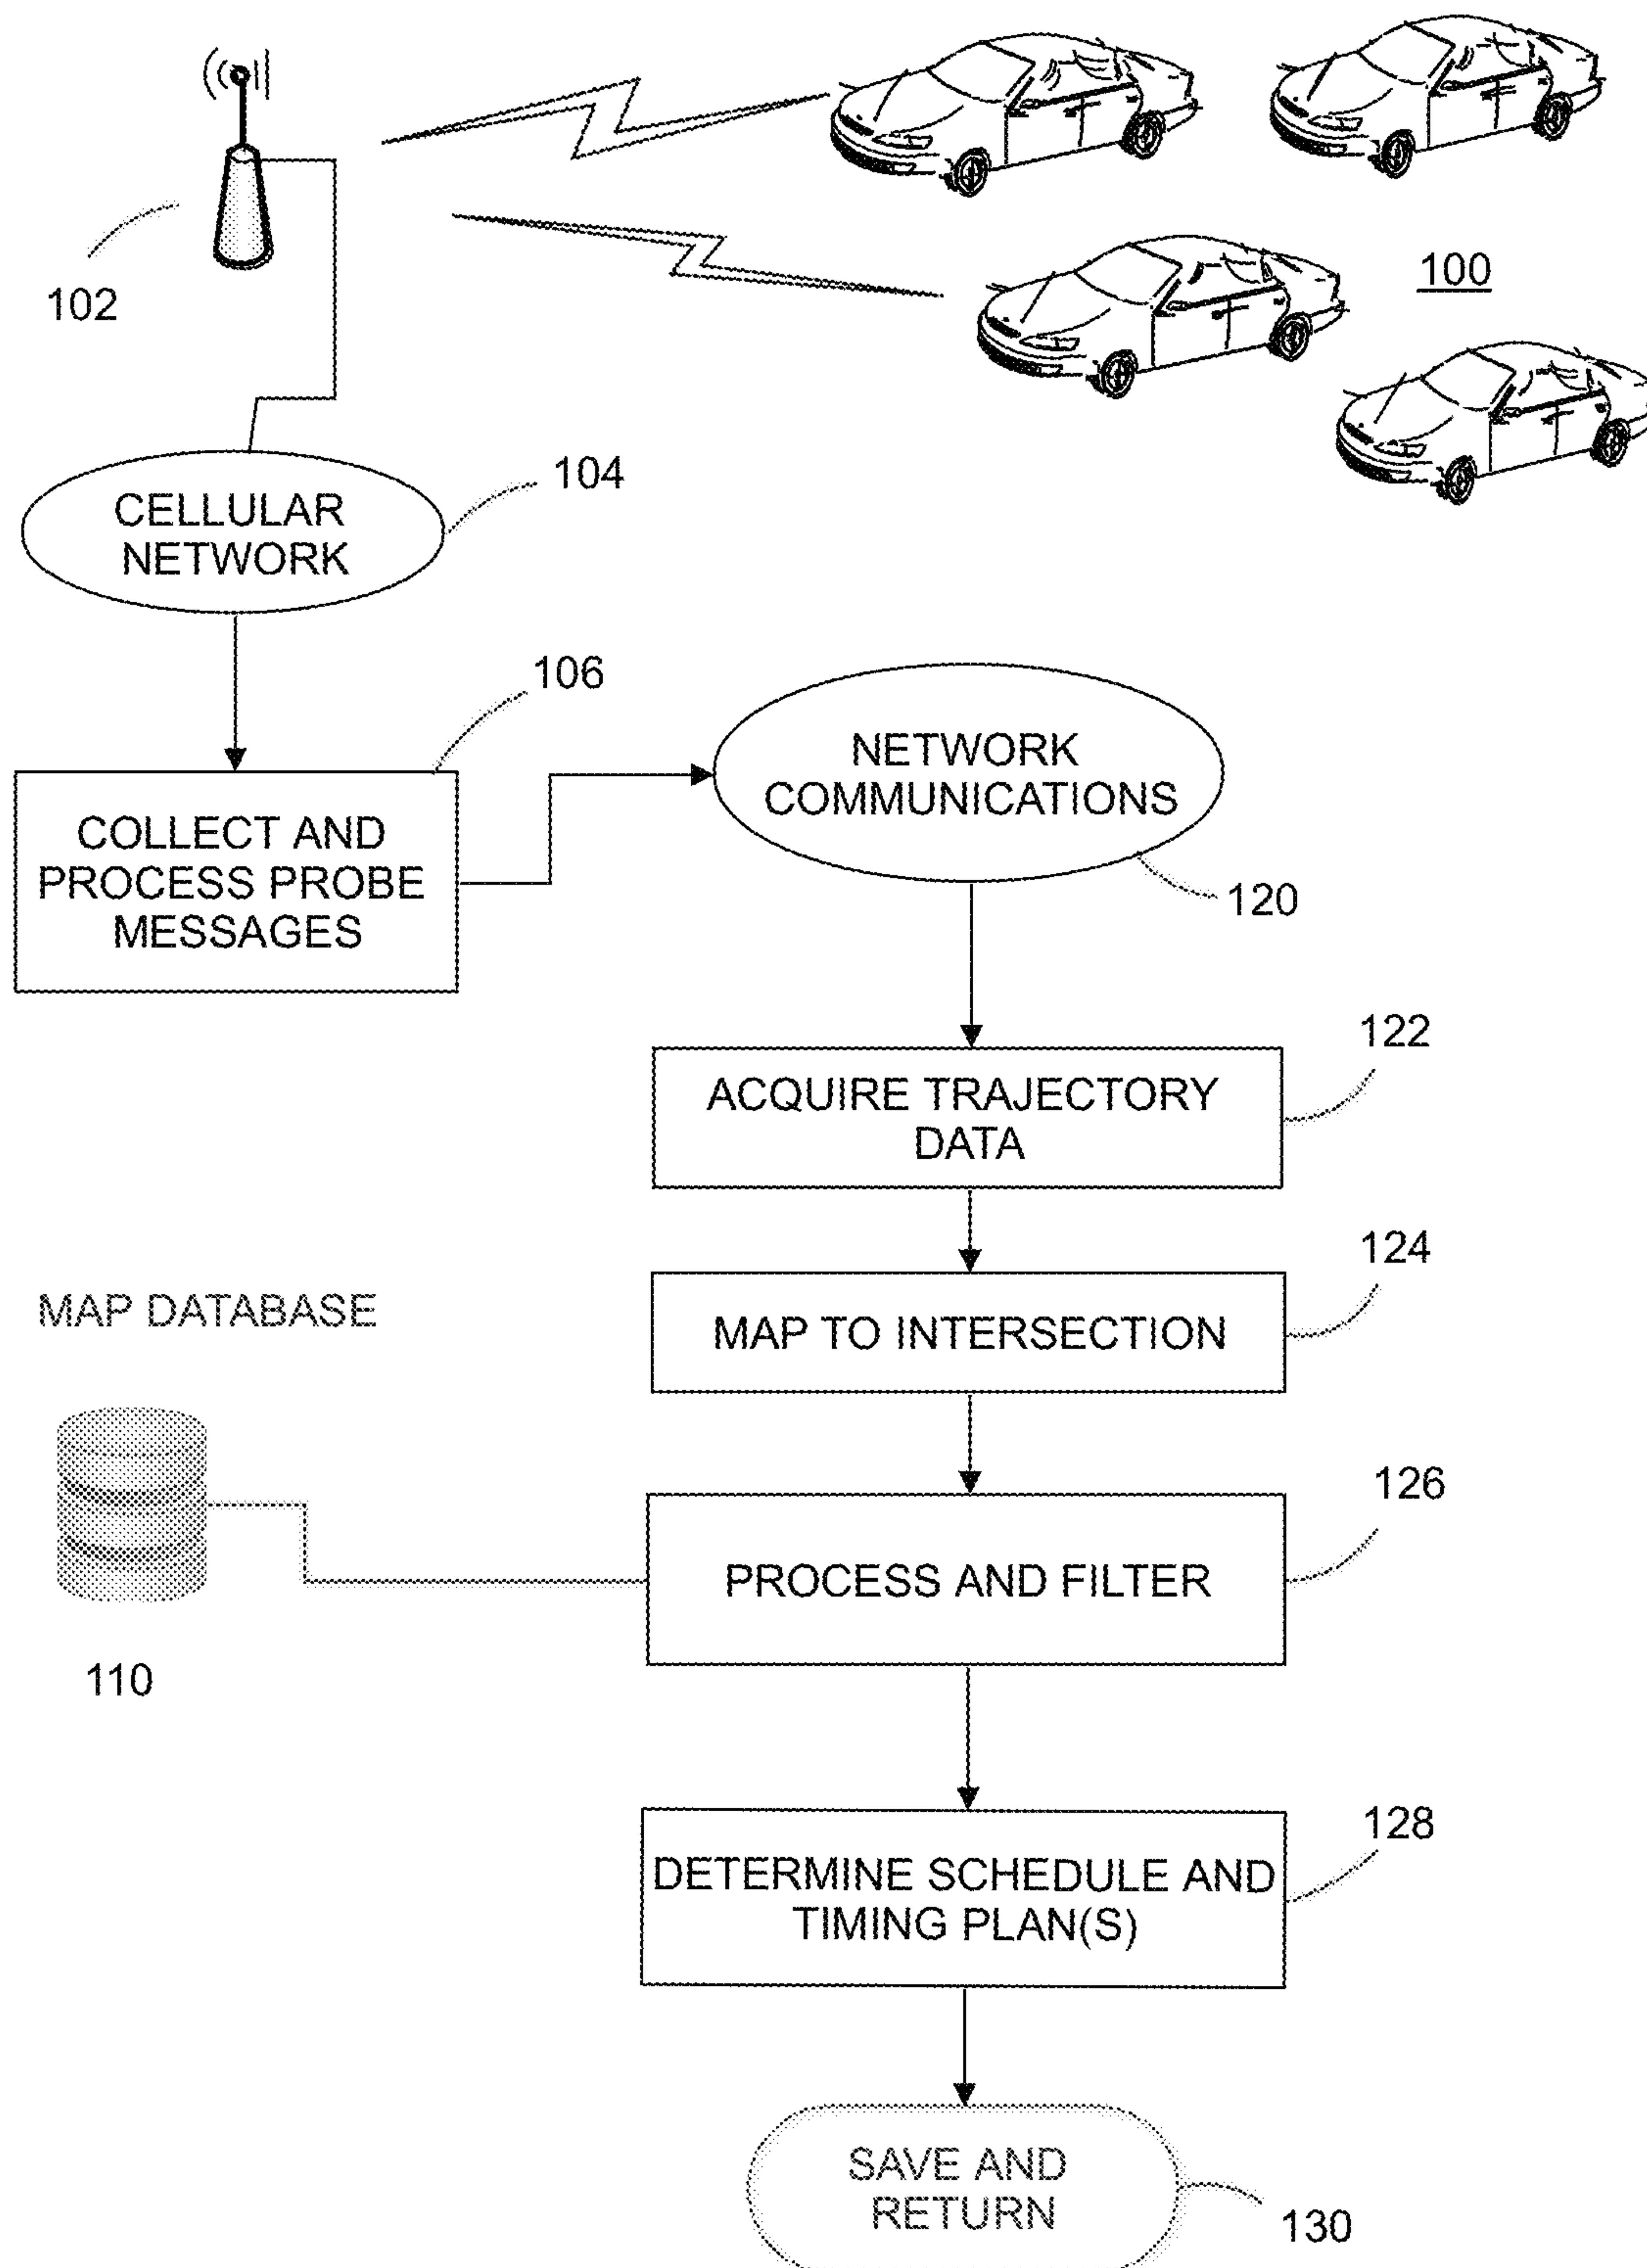 100
102
CELLULAR
NETWORK
104
106
COLLECT AND
PROCESS PROBE
MESSAGES
NETWORK
COMMUNICATIONS
120
ACQUIRE TRAJECTORY
DATA
122
MAP TO INTERSECTION
124
MAP DATABASE
110
PROCESS AND FILTER
126
DETERMINE SCHEDULE AND
TIMING PLAN(S)
128
SAVE AND
RETURN
130